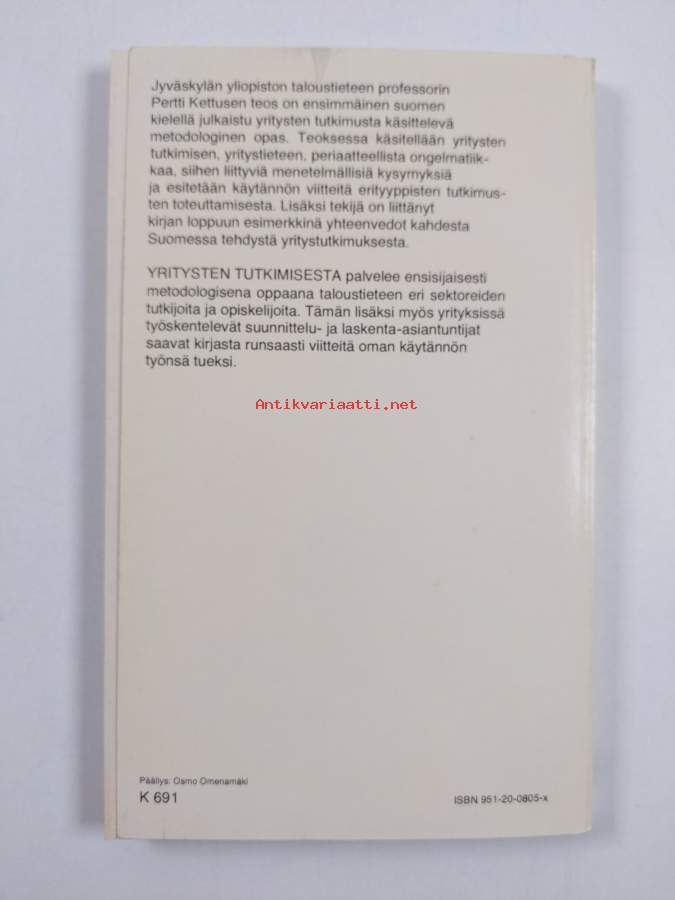 Jyväskylän yliopiston taloustieteen professorin
Pertti Kettusen teos on ensimmäinen suomen
kielellä julkaistu yritysten tutkimusta käsittelevä
metodologinen opas. Teoksessa käsitellään yritysten
tutkimisen, yritystieteen, periaatteellista ongelmatiik-
kaa, siihen liittyviä menetelmällisiä kysymyksiä
ja esitetään käytännön viitteitä erityyppisten tutkimus-
ten toteuttamisesta. Lisäksi tekijä on liittänyt
kirjan loppuun esimerkkinä yhteenvedot kahdesta
Suomessa tehdystä yritystutkimuksesta.
YRITYSTEN TUTKIMISESTA palvelee ensisijaisesti
metodologisena oppaana taloustieteen eri sektoreiden
tutkijoita ja opiskelijoita. Tämän lisäksi myös yrityksissä
työskentelevät suunnittelu- ja laskenta-asiantuntijat
saavat kirjasta runsaasti viitteitä oman käytännön
työnsä tueksi.
Antikvariaatti.net
Päällys: Osmo Omenamäki
K 691
ISBN 951-20-0805-x